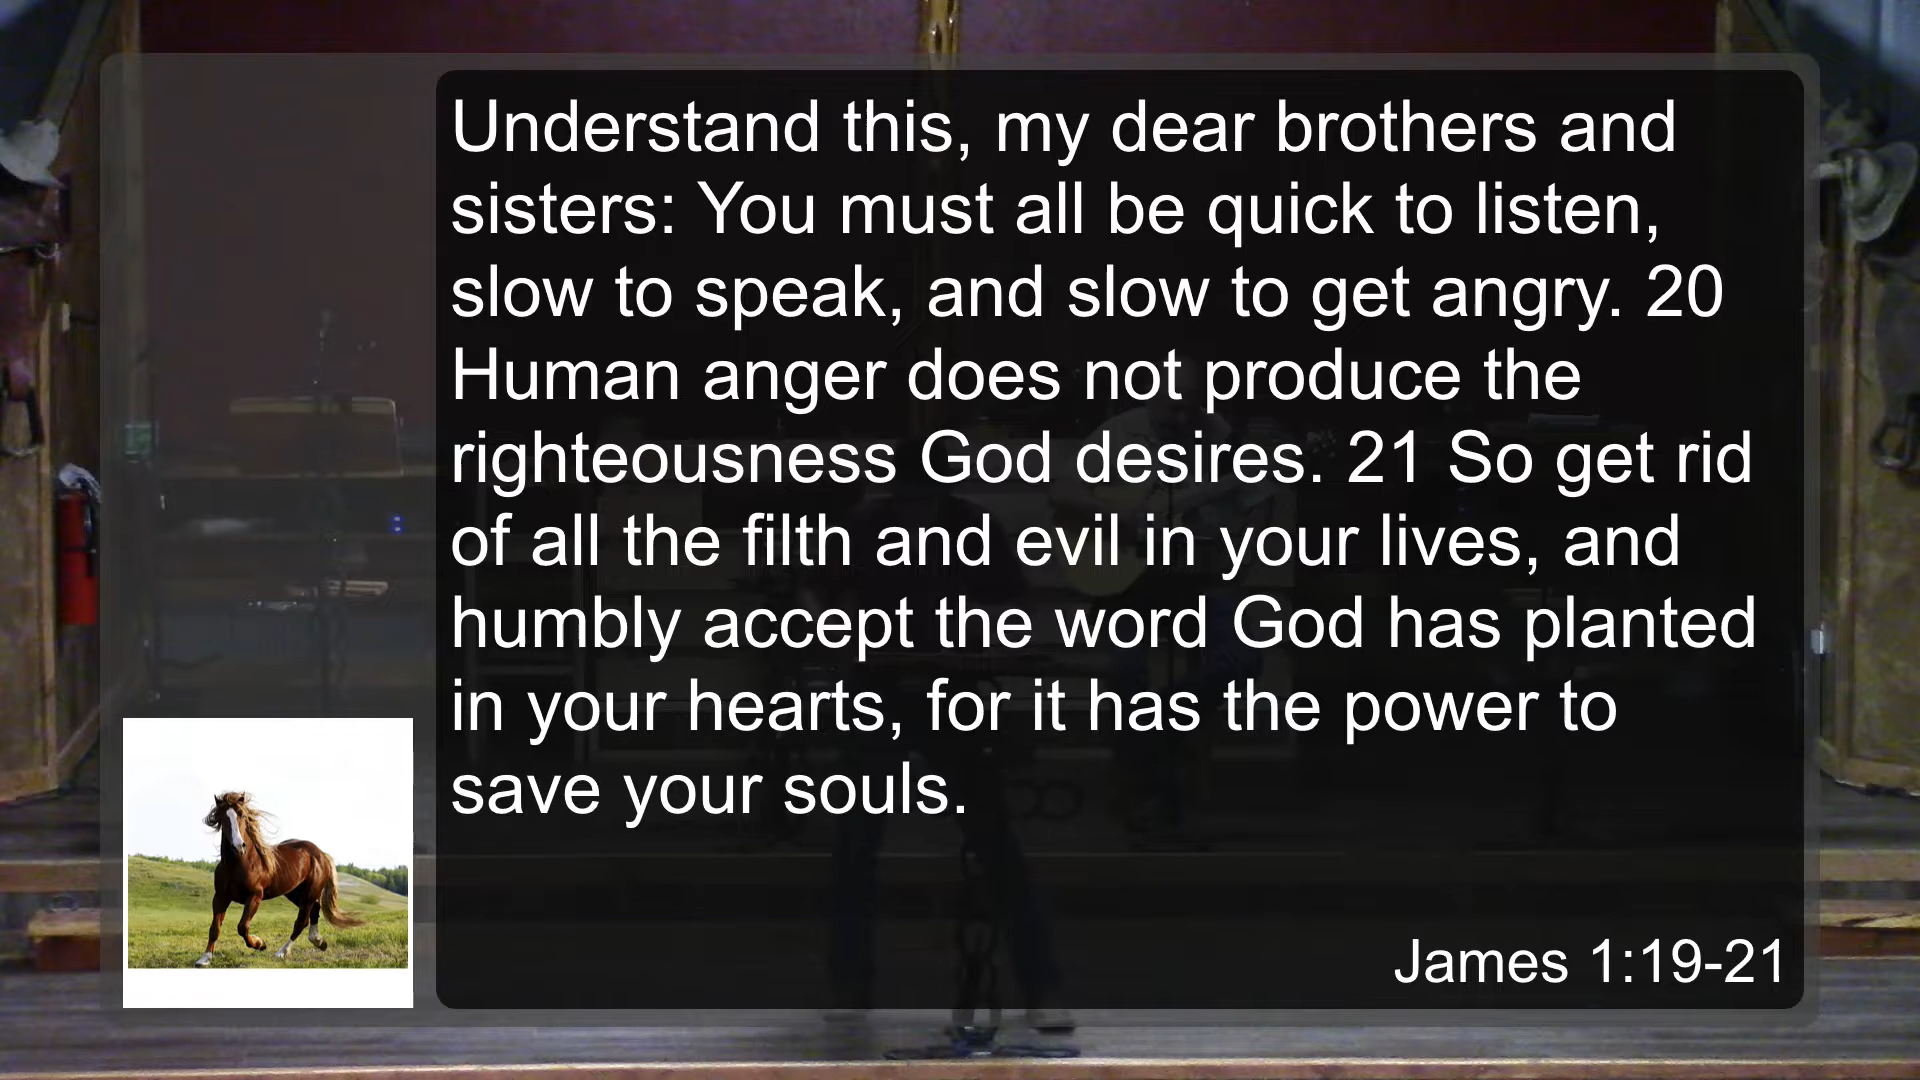 Understand this, my dear brothers and
sisters: You must all be quick to listen,
slow to speak, and slow to get angry. 20
Human anger does not produce the
righteousness God desires. 21 So get rid
of all the filth and evil in your lives, and
humbly accept the word God has planted
in your hearts, for it has the power to
save your souls.
James 1:19-21